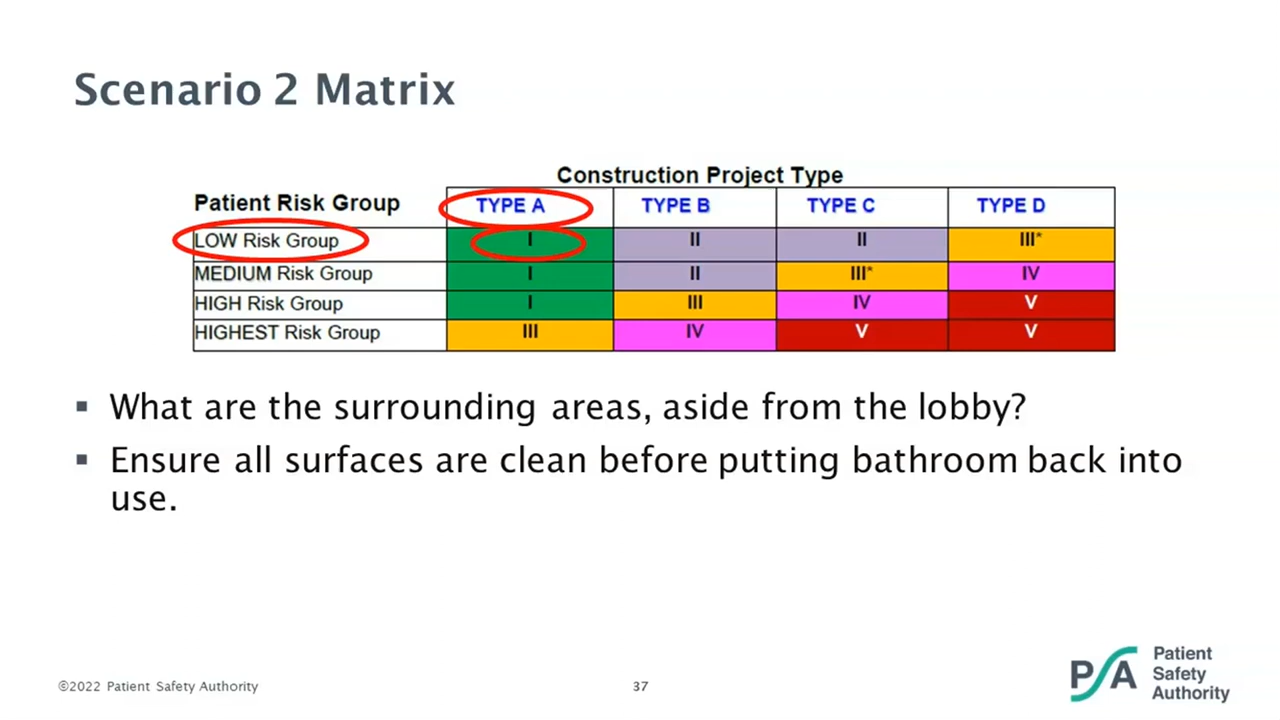 Scenario 2 Matrix
Construction Project Type
Patient Risk Group TYPE A TYPE B TYPE C TYPE D
LOW Risk Group I II II III*
MEDIUM Risk Group I II III* IV
HIGH Risk Group I III IV V
HIGHEST Risk Group III IV V V
▪ What are the surrounding areas, aside from the lobby?
▪ Ensure all surfaces are clean before putting bathroom back into
use.
©2022 Patient Safety Authority
37
PSA
Patient
Safety
Authority